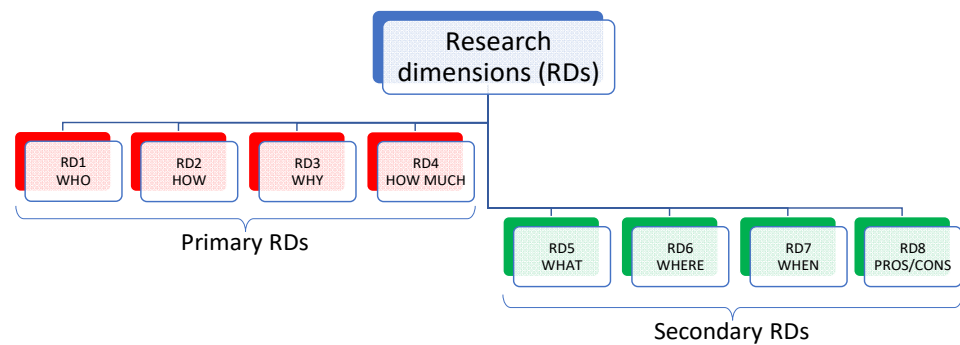 Research
dimensions (RDs)
RD1
WHO
RD2
HOW
RD3
WHY
RD4
HOW MUCH
Primary RDs
RD5
WHAT
RD6
WHERE
RD7
WHEN
RD8
PROS/CONS
Secondary RDs